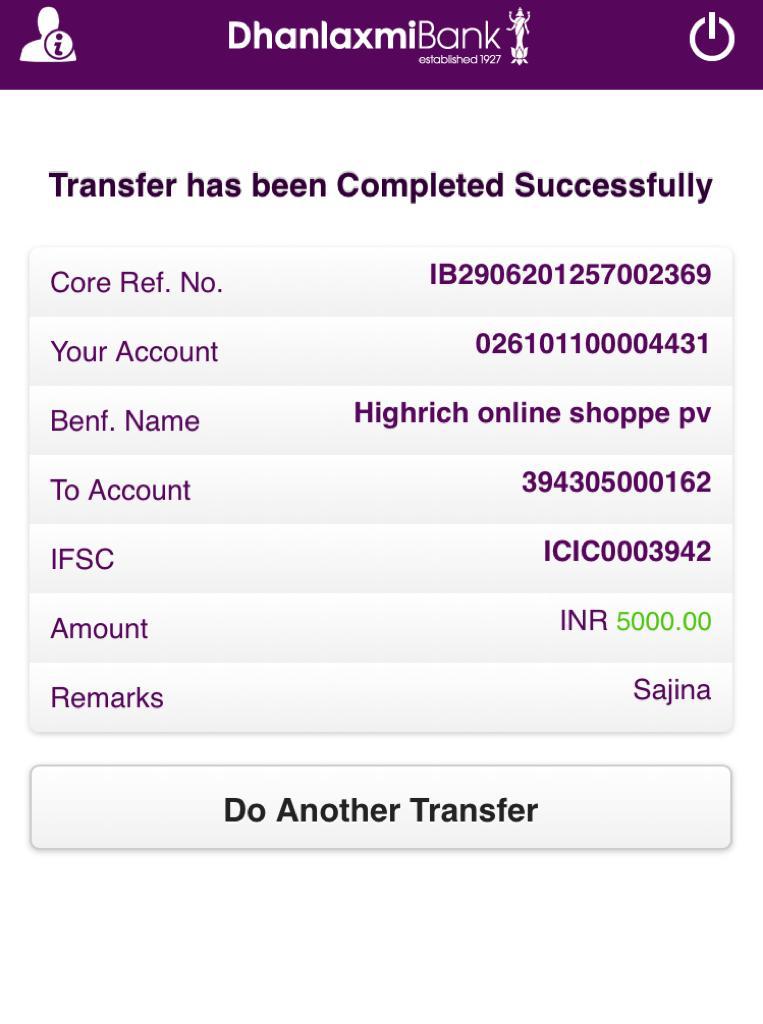 DhanlaxmiBank
established 1927
Transfer has been Completed Successfully
Core Ref. No. IB2906201257002369
Your Account 026101100004431
Benf. Name Highrich online shoppe pv
To Account 394305000162
IFSC ICIC0003942
Amount INR 5000.00
Remarks Sajina
Do Another Transfer